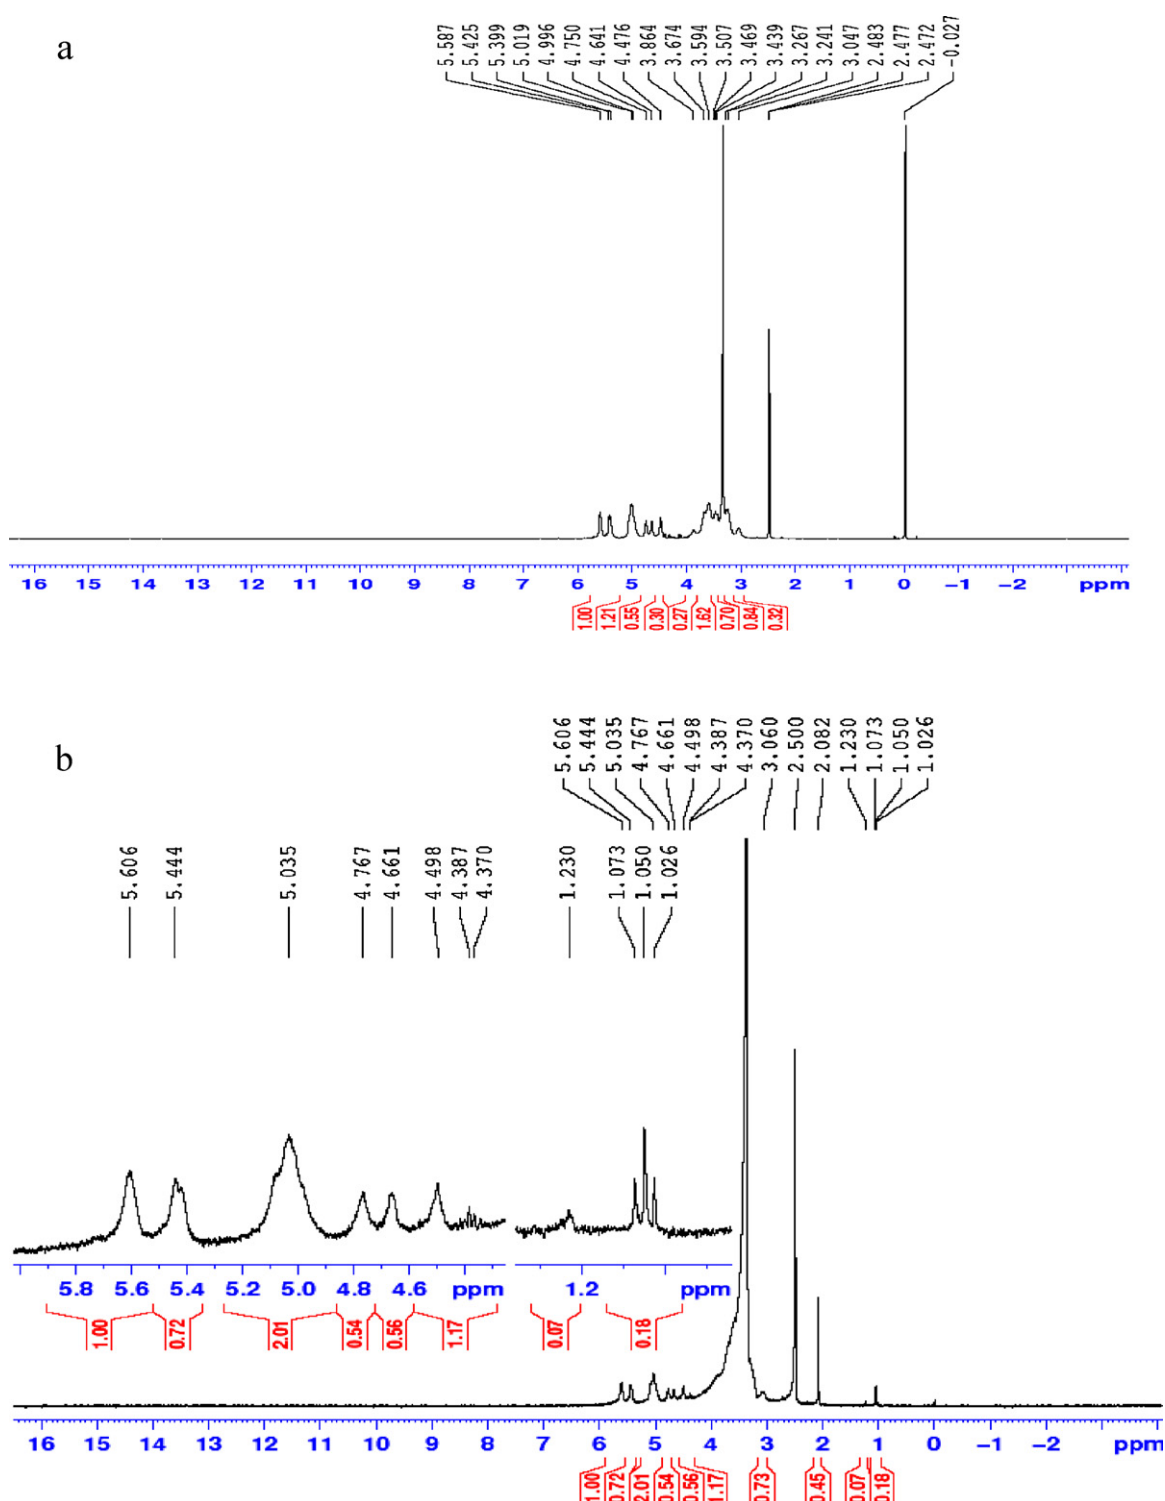 a
5.587 5.425 5.399 5.019 4.996 4.750 4.641 4.476 3.864 3.674 3.594 3.507 3.469 3.439 3.267 3.241 3.047 2.483 2.477 2.472 -0.027
16 15 14 13 12 11 10 9 8 7 6 5 4 3 2 1 0 -1 -2 ppm
1.00 1.21 0.55 0.30 0.27 1.62 0.70 0.84 0.32
b
5.606 5.444 5.035 4.767 4.661 4.498 4.387 4.370 3.060 2.500 2.082 1.230 1.073 1.050 1.026
5.606 5.444 5.035 4.767 4.661 4.498 4.387 4.370 1.230 1.073 1.050 1.026
5.8 5.6 5.4 5.2 5.0 4.8 4.6 ppm 1.2 ppm
1.00 0.72 2.01 0.54 0.56 1.17 0.07 0.18
16 15 14 13 12 11 10 9 8 7 6 5 4 3 2 1 0 -1 -2 ppm
1.00 0.72 2.01 0.54 0.56 1.17 0.73 0.45 0.07 0.18